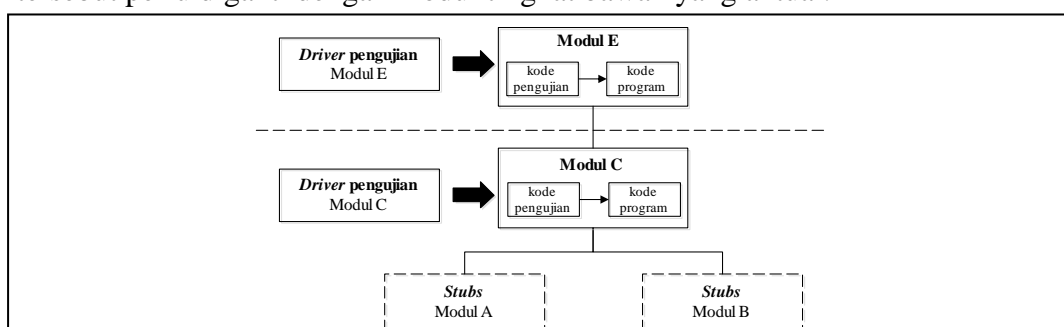 Modul E
Driver pengujian
Modul E
kode
pengujian
kode
program
Modul C
Driver pengujian
Modul C
kode
pengujian
kode
program
Stubs
Modul A
Stubs
Modul B